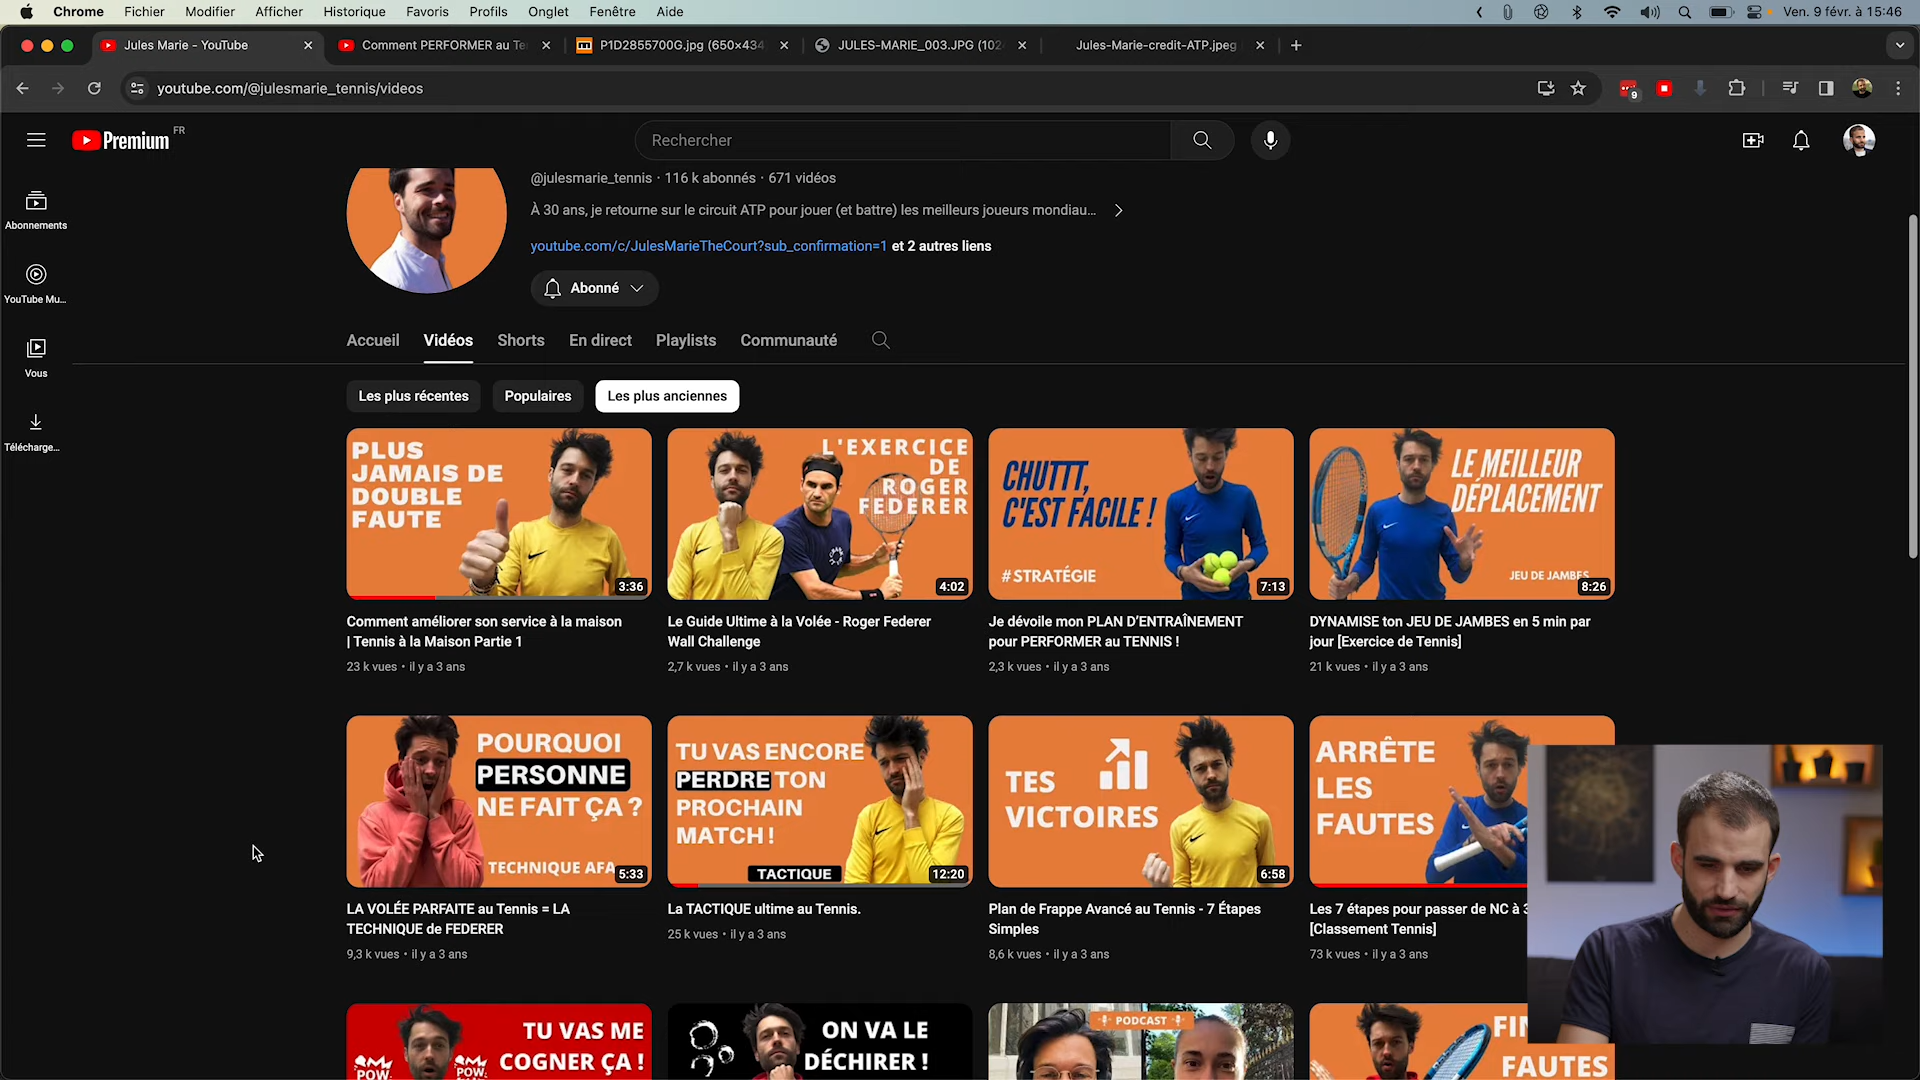 Chrome Fichier Modifier Afficher Historique Favoris Profils Onglet Fenêtre Aide Ven. 9 févr. à 15:46
Jules Marie - YouTube Comment PERFORMER au Te P1D2855700G.jpg (650×434 JULES-MARIE_003.JPG (102 Jules-Marie-credit-ATP.jpeg
youtube.com/@julesmarie_tennis/videos 9
Premium FR Rechercher
@julesmarie_tennis · 116 k abonnés · 671 vidéos
À 30 ans, je retourne sur le circuit ATP pour jouer (et battre) les meilleurs joueurs mondiau...
youtube.com/c/JulesMarieTheCourt?sub_confirmation=1 et 2 autres liens
Abonné
Abonnements
YouTube Mu...
Vous
Télécharge...
Accueil Vidéos Shorts En direct Playlists Communauté
Les plus récentes Populaires Les plus anciennes
PLUS
JAMAIS DE
DOUBLE
FAUTE
3:36
L'EXERCICE
DE
ROGER
FEDERER
4:02
CHUTTT,
C'EST FACILE !
#STRATÉGIE
7:13
LE MEILLEUR
DÉPLACEMENT
JEU DE JAMBES
8:26
Comment améliorer son service à la maison
| Tennis à la Maison Partie 1
23 k vues · il y a 3 ans
Le Guide Ultime à la Volée - Roger Federer
Wall Challenge
2,7 k vues · il y a 3 ans
Je dévoile mon PLAN D'ENTRAÎNEMENT
pour PERFORMER au TENNIS !
2,3 k vues · il y a 3 ans
DYNAMISE ton JEU DE JAMBES en 5 min par
jour [Exercice de Tennis]
21 k vues · il y a 3 ans
POURQUOI
PERSONNE
NE FAIT ÇA ?
TECHNIQUE AFA
5:33
TU VAS ENCORE
PERDRE TON
PROCHAIN
MATCH !
TACTIQUE
12:20
TES
VICTOIRES
6:58
ARRÊTE
LES
FAUTES
LA VOLÉE PARFAITE au Tennis = LA
TECHNIQUE de FEDERER
9,3 k vues · il y a 3 ans
La TACTIQUE ultime au Tennis.
25 k vues · il y a 3 ans
Plan de Frappe Avancé au Tennis - 7 Étapes
Simples
8,6 k vues · il y a 3 ans
Les 7 étapes pour passer de NC à 3
[Classement Tennis]
73 k vues · il y a 3 ans
TU VAS ME
COGNER ÇA !
POW
POW
ON VA LE
DÉCHIRER !
PODCAST
FIN
FAUTES